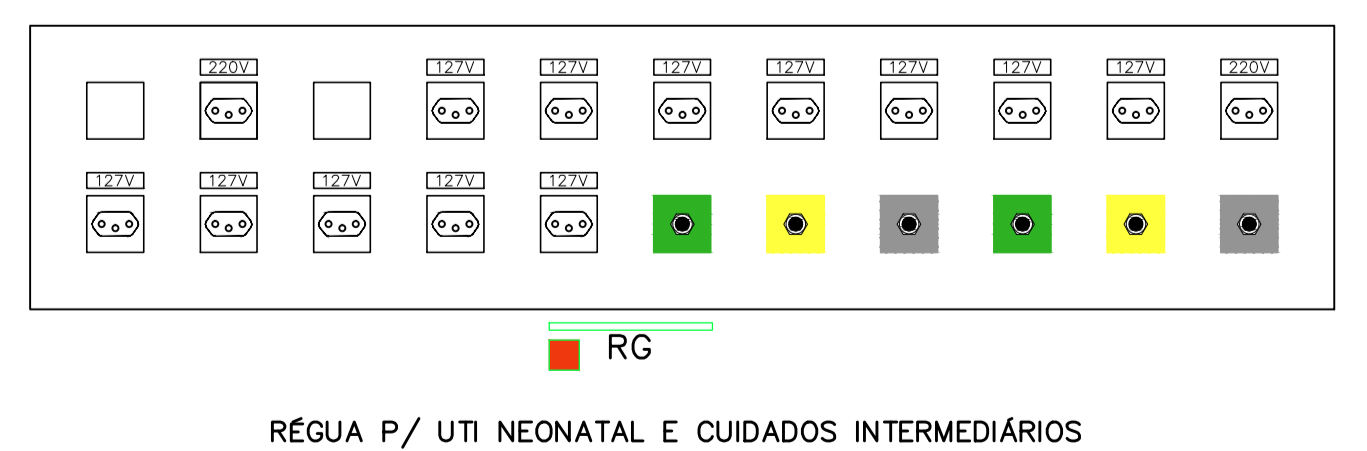 220V 127V 127V 127V 127V 127V 127V 127V 220V
127V 127V 127V 127V 127V
RG
RÉGUA P/ UTI NEONATAL E CUIDADOS INTERMEDIÁRIOS